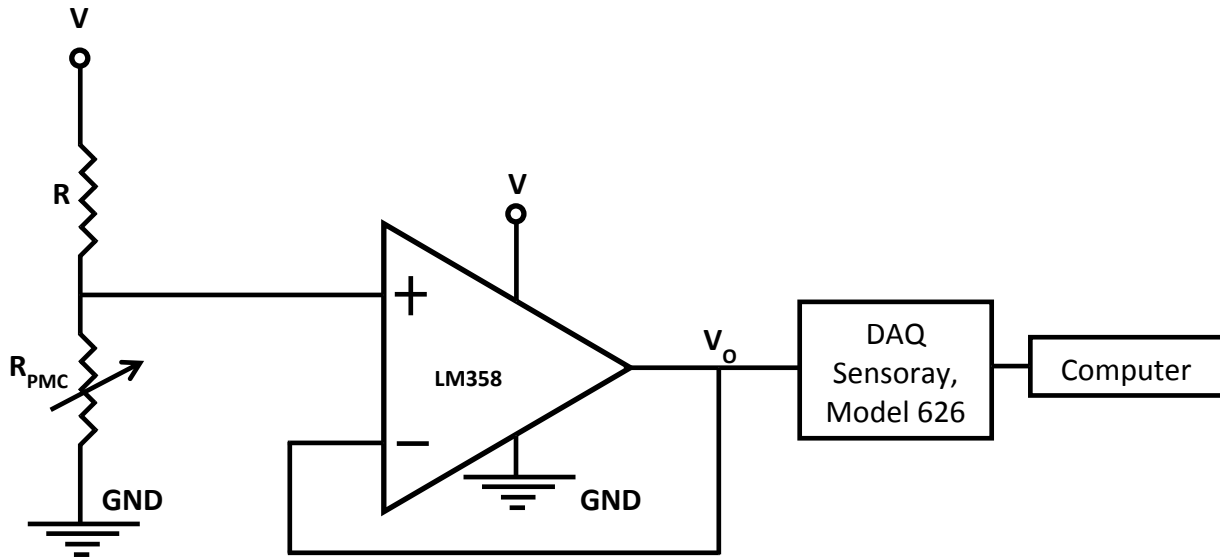 V
R
R_PMC
GND
V
+
−
LM358
GND
V_O
DAQ
Sensoray,
Model 626
Computer